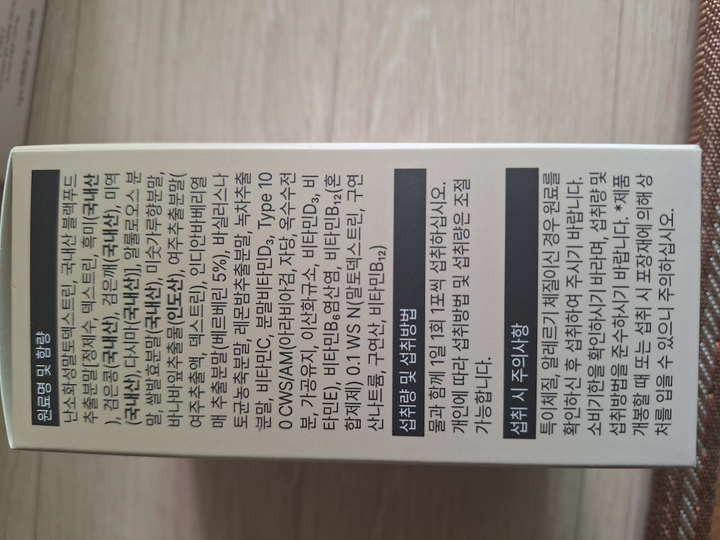 원료명 및 함량
난소화성말토덱스트린, 국내산 블랙푸드
추출분말{정제수, 덱스트린, 흑미(국내산
), 검은콩(국내산), 검은깨(국내산), 미역
(국내산), 다시마(국내산)}, 알룰로오스 분
말, 쌀발효분말(국내산), 미숫가루향분말,
바나바잎추출물(인도산), 여주추출분말(
여주추출액, 덱스트린), 인디안바베리열
매 추출분말(베르베린 5%), 바실러스나
토균농축분말, 레몬밤추출분말, 녹차추출
분말, 비타민C, 분말비타민D₃, Type 10
0 CWS/AM(아라비아검, 자당, 옥수수전
분, 가공유지, 이산화규소, 비타민D₃, 비
타민E), 비타민B₆염산염, 비타민B₁₂(혼
합제제) 0.1 WS N(말토덱스트린, 구연
산나트륨, 구연산, 비타민B₁₂)
섭취량 및 섭취방법
물과 함께 1일 1회 1포씩 섭취하십시오.
개인에 따라 섭취방법 및 섭취량은 조절
가능합니다.
섭취 시 주의사항
특이체질, 알레르기 체질이신 경우 원료를
확인하신 후 섭취하여 주시기 바랍니다.
소비기한을 확인하시기 바라며, 섭취량 및
섭취방법을 준수하시기 바랍니다. *제품
개봉할 때 또는 섭취 시 포장재에 의해 상
처를 입을 수 있으니 주의하십시오.